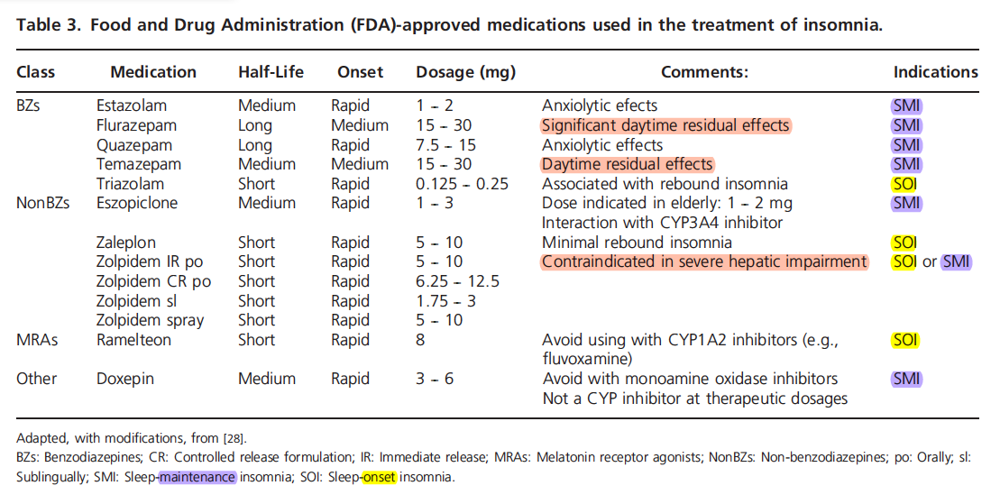 Table 3. Food and Drug Administration (FDA)-approved medications used in the treatment of insomnia.
Class Medication Half-Life Onset Dosage (mg) Comments: Indications
BZs Estazolam Medium Rapid 1 – 2 Anxiolytic efects SMI
Flurazepam Long Medium 15 – 30 Significant daytime residual effects SMI
Quazepam Long Rapid 7.5 – 15 Anxiolytic effects SMI
Temazepam Medium Medium 15 – 30 Daytime residual effects SMI
Triazolam Short Rapid 0.125 – 0.25 Associated with rebound insomnia SOI
NonBZs Eszopiclone Medium Rapid 1 – 3 Dose indicated in elderly: 1 – 2 mg SMI
Interaction with CYP3A4 inhibitor
Zaleplon Short Rapid 5 – 10 Minimal rebound insomnia SOI
Zolpidem IR po Short Rapid 5 – 10 Contraindicated in severe hepatic impairment SOI or SMI
Zolpidem CR po Short Rapid 6.25 – 12.5
Zolpidem sl Short Rapid 1.75 – 3
Zolpidem spray Short Rapid 5 – 10
MRAs Ramelteon Short Rapid 8 Avoid using with CYP1A2 inhibitors (e.g., SOI
fluvoxamine)
Other Doxepin Medium Rapid 3 – 6 Avoid with monoamine oxidase inhibitors SMI
Not a CYP inhibitor at therapeutic dosages
Adapted, with modifications, from [28].
BZs: Benzodiazepines; CR: Controlled release formulation; IR: Immediate release; MRAs: Melatonin receptor agonists; NonBZs: Non-benzodiazepines; po: Orally; sl:
Sublingually; SMI: Sleep-maintenance insomnia; SOI: Sleep-onset insomnia.